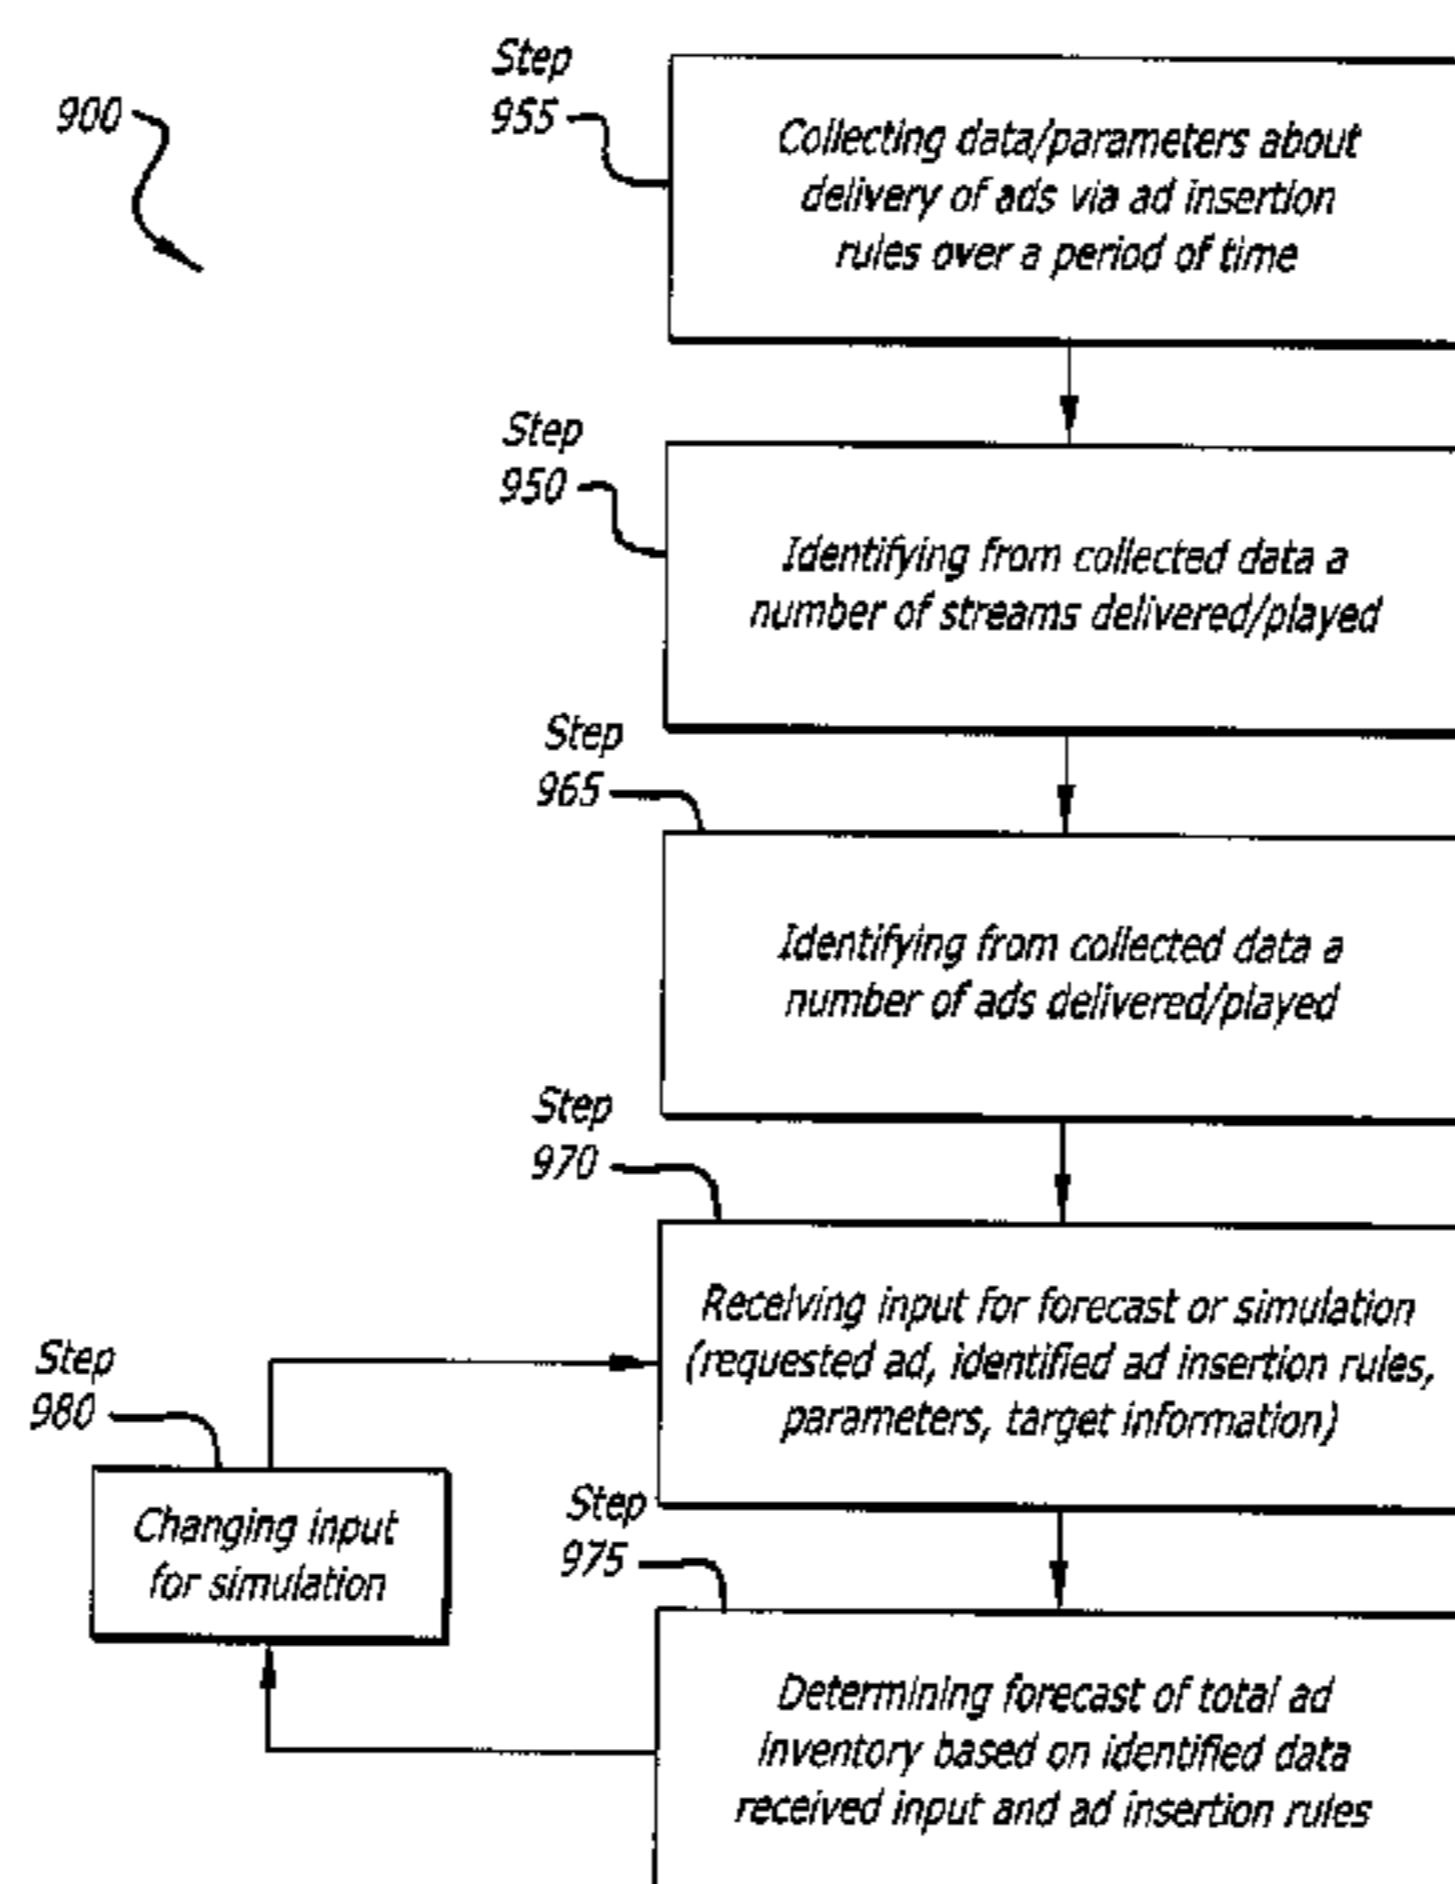 900
Step
955
Collecting data/parameters about
delivery of ads via ad insertion
rules over a period of time
Step
950
Identifying from collected data a
number of streams delivered/played
Step
965
Identifying from collected data a
number of ads delivered/played
Step
970
Receiving input for forecast or simulation
(requested ad, identified ad insertion rules,
parameters, target information)
Step
980
Changing input
for simulation
Step
975
Determining forecast of total ad
inventory based on identified data
received input and ad insertion rules